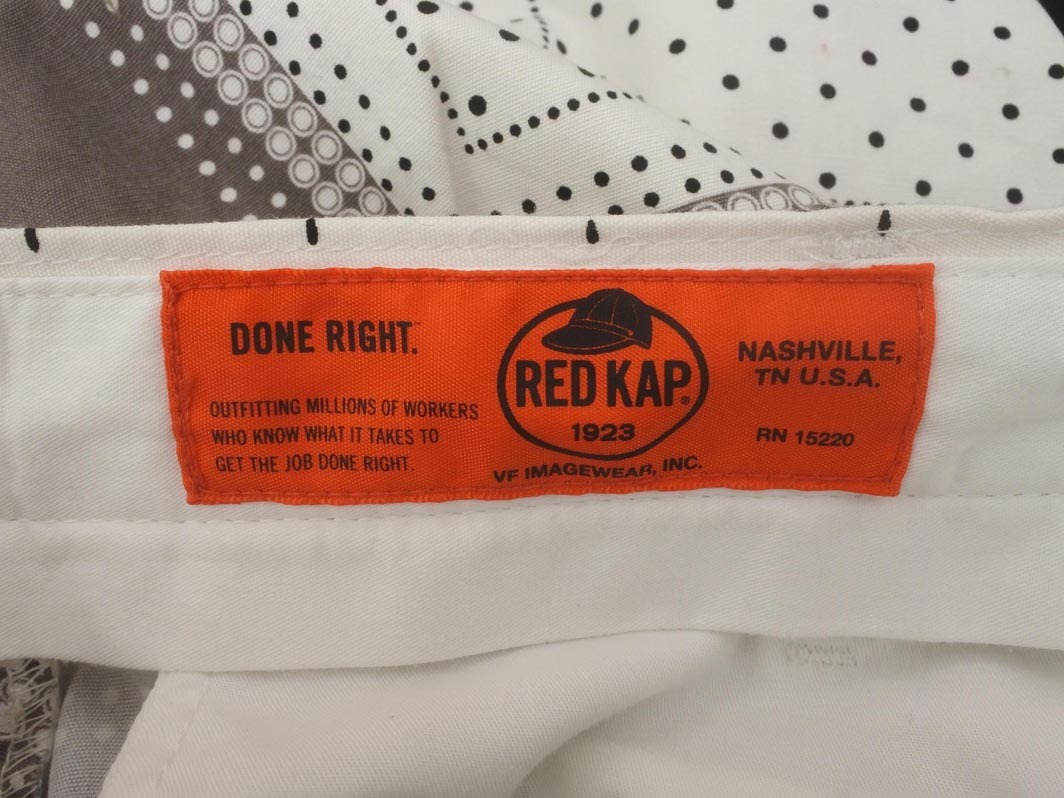 DONE RIGHT.™
OUTFITTING MILLIONS OF WORKERS
WHO KNOW WHAT IT TAKES TO
GET THE JOB DONE RIGHT.
RED KAP®
1923
VF IMAGEWEAR, INC.
NASHVILLE,
TN U.S.A.
RN 15220